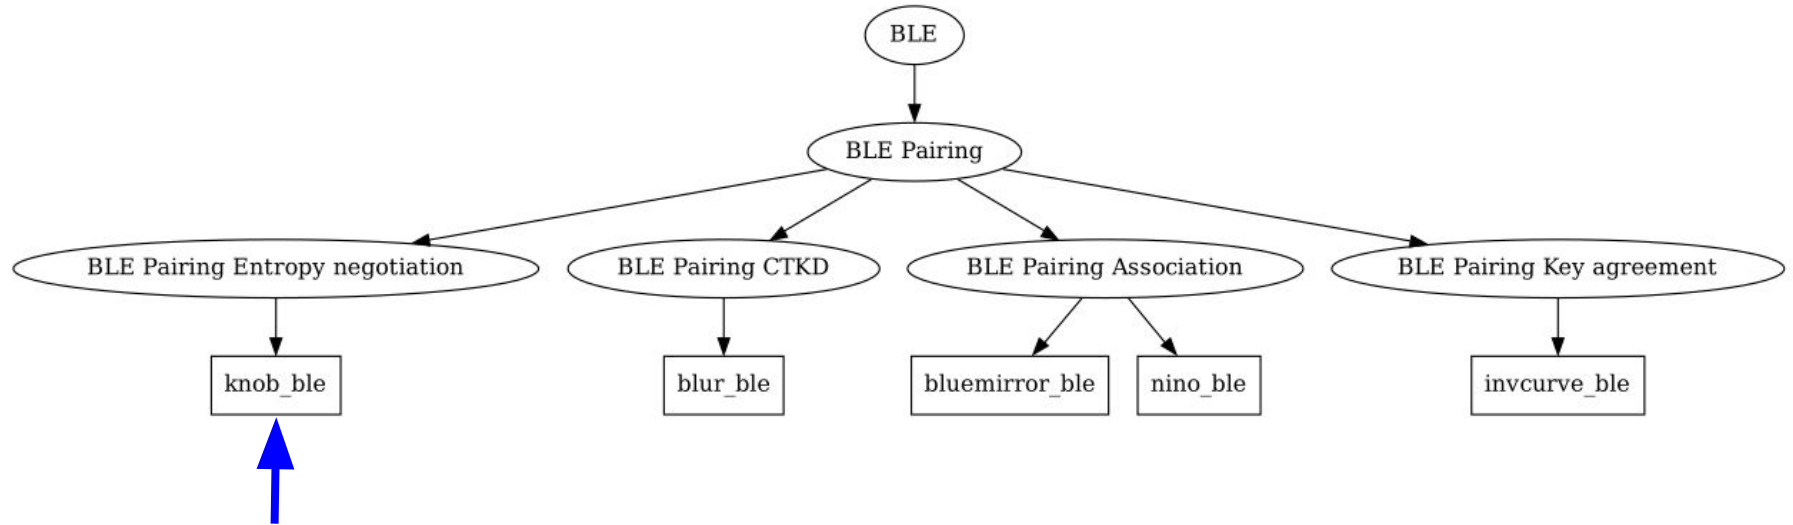 BLE
BLE Pairing
BLE Pairing Entropy negotiation
BLE Pairing CTKD
BLE Pairing Association
BLE Pairing Key agreement
knob_ble
blur_ble
bluemirror_ble
nino_ble
invcurve_ble